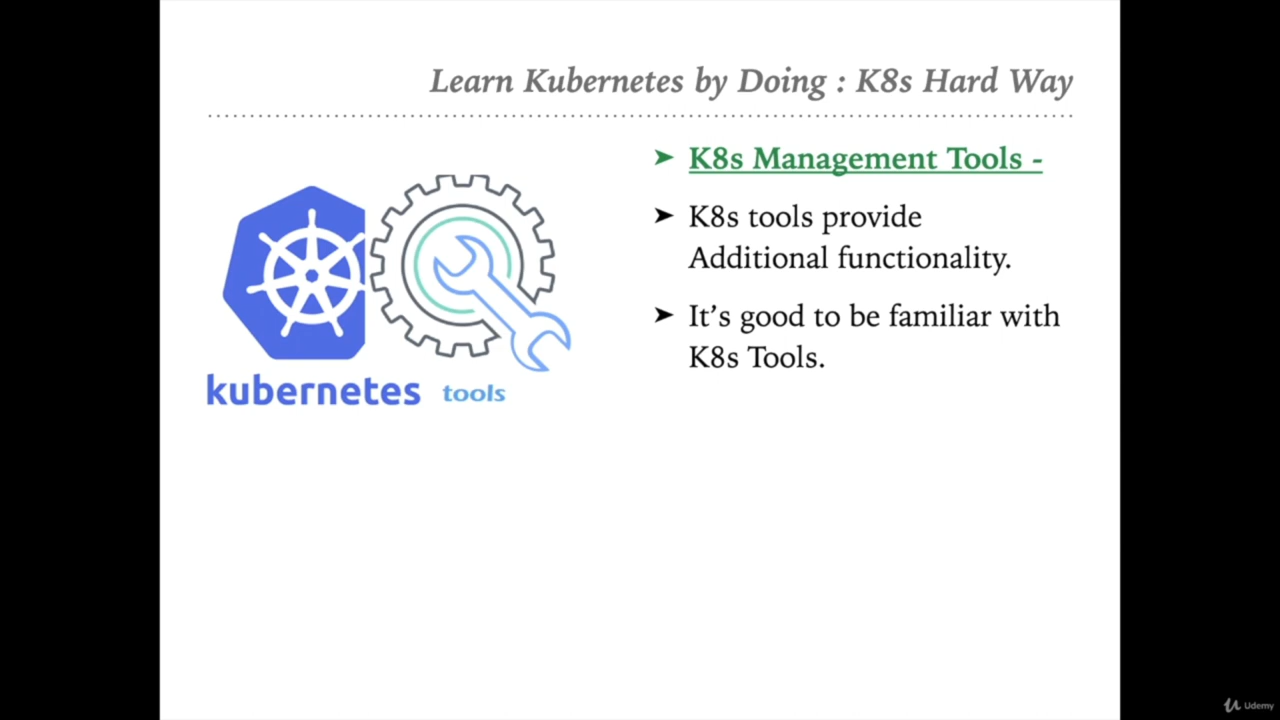 Learn Kubernetes by Doing : K8s Hard Way
➤ K8s Management Tools -
➤ K8s tools provide
Additional functionality.
➤ It’s good to be familiar with
K8s Tools.
kubernetes tools
Udemy